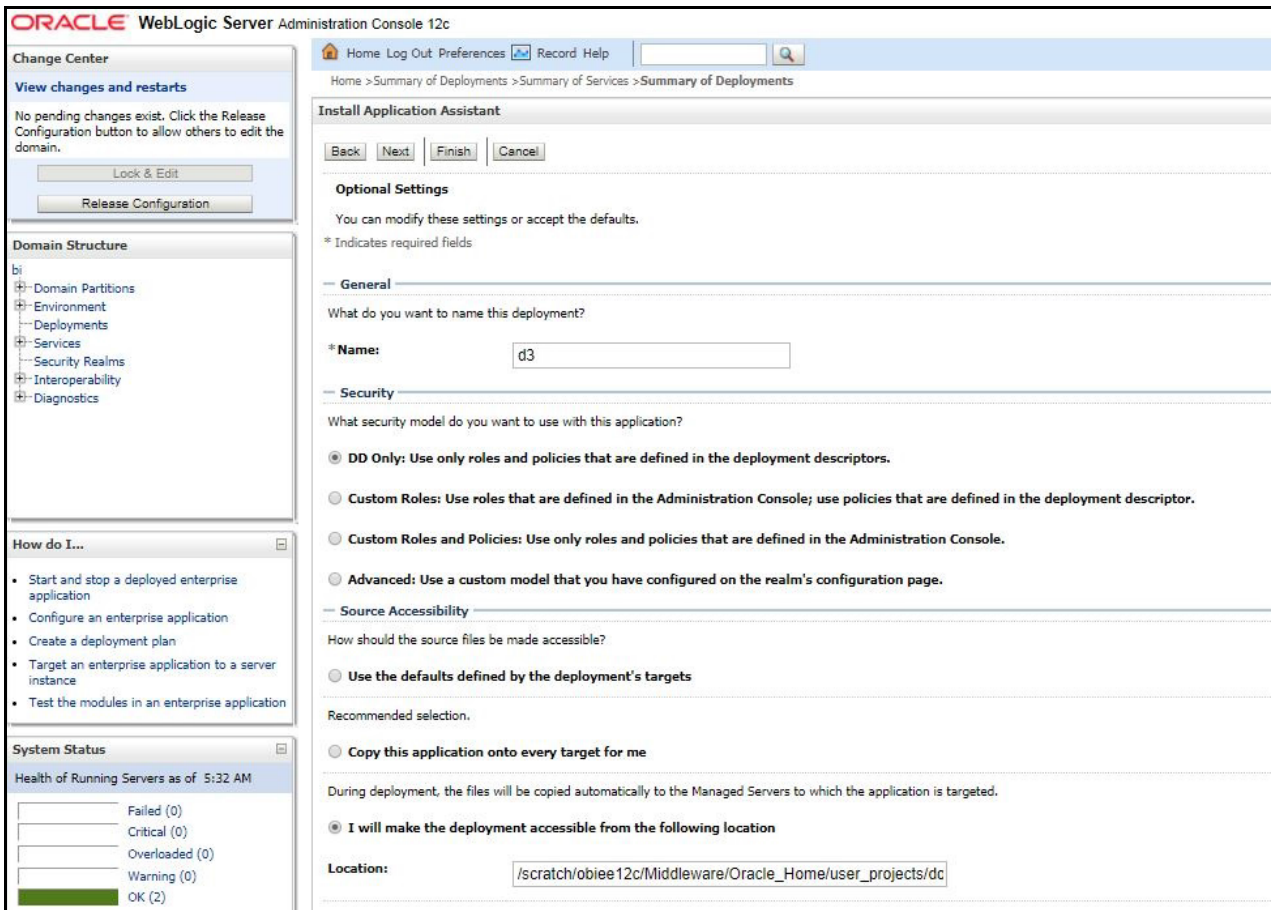 ORACLE WebLogic Server Administration Console 12c
Change Center
View changes and restarts
No pending changes exist. Click the Release
Configuration button to allow others to edit the
domain.
Lock & Edit
Release Configuration
Domain Structure
bi
Domain Partitions
Environment
Deployments
Services
Security Realms
Interoperability
Diagnostics
How do I...
• Start and stop a deployed enterprise
application
• Configure an enterprise application
• Create a deployment plan
• Target an enterprise application to a server
instance
• Test the modules in an enterprise application
System Status
Health of Running Servers as of 5:32 AM
Failed (0)
Critical (0)
Overloaded (0)
Warning (0)
OK (2)
Home Log Out Preferences Record Help
Home >Summary of Deployments >Summary of Services >Summary of Deployments
Install Application Assistant
Back Next Finish Cancel
Optional Settings
You can modify these settings or accept the defaults.
* Indicates required fields
General
What do you want to name this deployment?
*Name: d3
Security
What security model do you want to use with this application?
DD Only: Use only roles and policies that are defined in the deployment descriptors.
Custom Roles: Use roles that are defined in the Administration Console; use policies that are defined in the deployment descriptor.
Custom Roles and Policies: Use only roles and policies that are defined in the Administration Console.
Advanced: Use a custom model that you have configured on the realm's configuration page.
Source Accessibility
How should the source files be made accessible?
Use the defaults defined by the deployment's targets
Recommended selection.
Copy this application onto every target for me
During deployment, the files will be copied automatically to the Managed Servers to which the application is targeted.
I will make the deployment accessible from the following location
Location: /scratch/obiee12c/Middleware/Oracle_Home/user_projects/dc